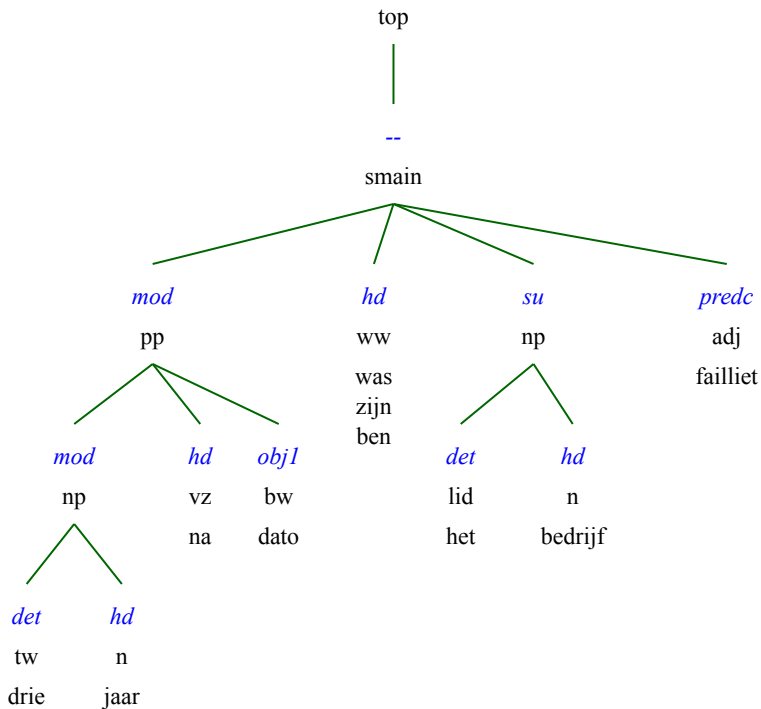 top
--
smain
mod hd su predc
pp ww np adj
was failliet
zijn
ben
mod hd obj1 det hd
np vz bw lid n
na dato het bedrijf
det hd
tw n
drie jaar